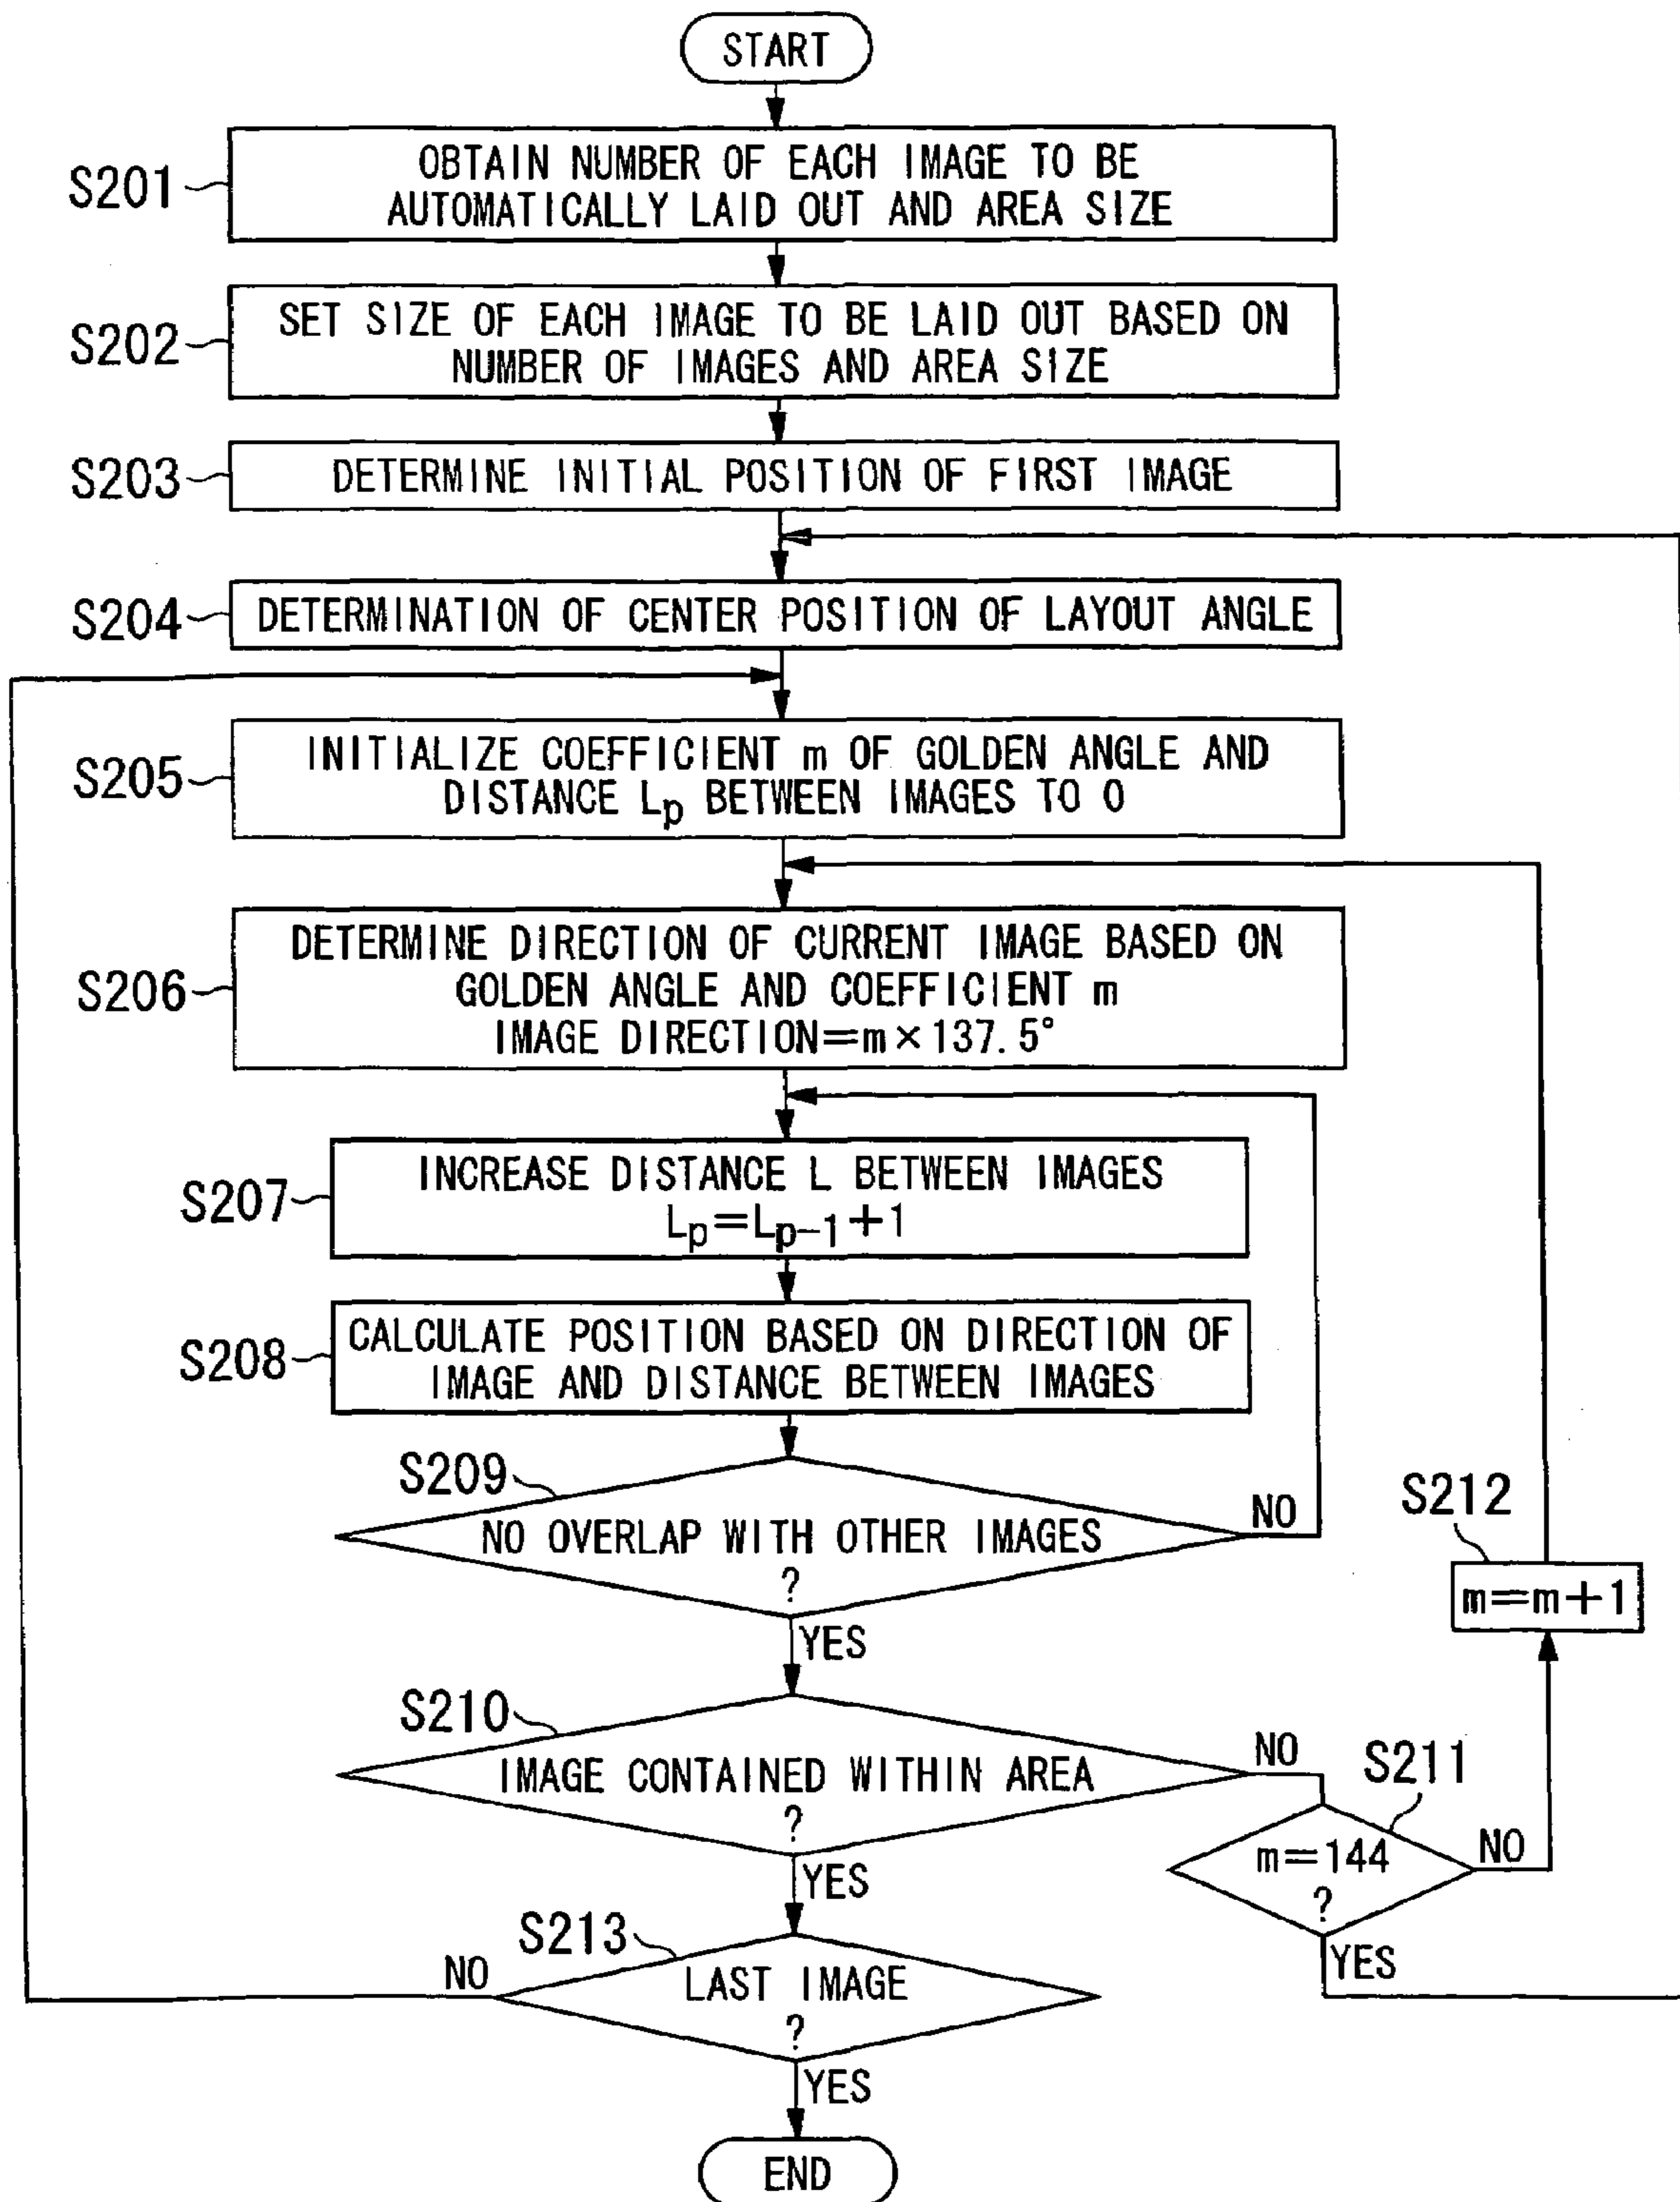 START
S201
OBTAIN NUMBER OF EACH IMAGE TO BE
AUTOMATICALLY LAID OUT AND AREA SIZE
S202
SET SIZE OF EACH IMAGE TO BE LAID OUT BASED ON
NUMBER OF IMAGES AND AREA SIZE
S203
DETERMINE INITIAL POSITION OF FIRST IMAGE
S204
DETERMINATION OF CENTER POSITION OF LAYOUT ANGLE
S205
INITIALIZE COEFFICIENT m OF GOLDEN ANGLE AND
DISTANCE Lp BETWEEN IMAGES TO 0
S206
DETERMINE DIRECTION OF CURRENT IMAGE BASED ON
GOLDEN ANGLE AND COEFFICIENT m
IMAGE DIRECTION=m×137.5°
S207
INCREASE DISTANCE L BETWEEN IMAGES
Lp=Lp-1+1
S208
CALCULATE POSITION BASED ON DIRECTION OF
IMAGE AND DISTANCE BETWEEN IMAGES
S209
NO OVERLAP WITH OTHER IMAGES
?
NO
YES
S212
m=m+1
S210
IMAGE CONTAINED WITHIN AREA
?
NO
YES
S211
m=144
?
NO
YES
S213
LAST IMAGE
?
NO
YES
END